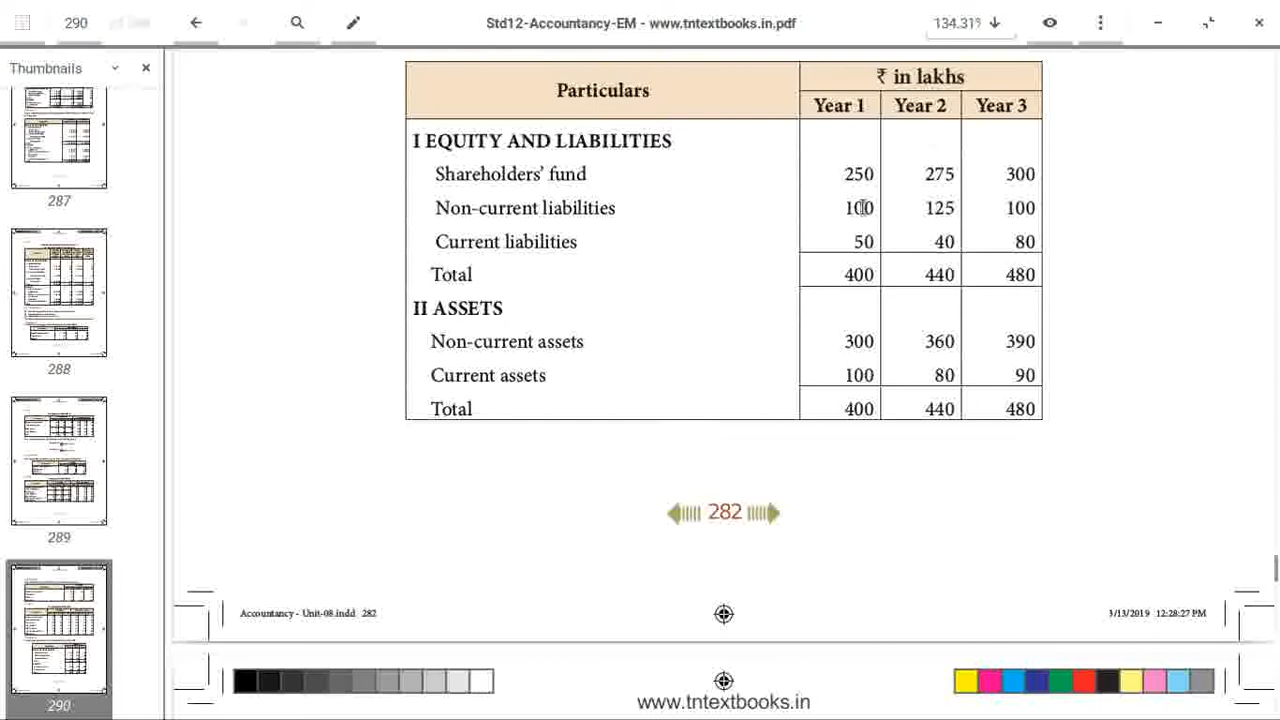 290
Std12-Accountancy-EM - www.tntextbooks.in.pdf
134.31%
Thumbnails
287
288
289
290
Particulars
₹ in lakhs
Year 1 Year 2 Year 3
I EQUITY AND LIABILITIES
Shareholders' fund 250 275 300
Non-current liabilities 100 125 100
Current liabilities 50 40 80
Total 400 440 480
II ASSETS
Non-current assets 300 360 390
Current assets 100 80 90
Total 400 440 480
282
Accountancy - Unit-08.indd 282
3/13/2019 12:28:27 PM
www.tntextbooks.in